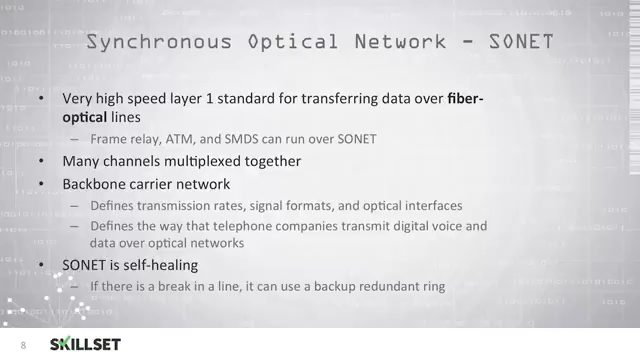 Synchronous Optical Network - SONET
• Very high speed layer 1 standard for transferring data over fiber-
optical lines
– Frame relay, ATM, and SMDS can run over SONET
• Many channels multiplexed together
• Backbone carrier network
– Defines transmission rates, signal formats, and optical interfaces
– Defines the way that telephone companies transmit digital voice and
data over optical networks
• SONET is self-healing
– If there is a break in a line, it can use a backup redundant ring
8 SKILLSET